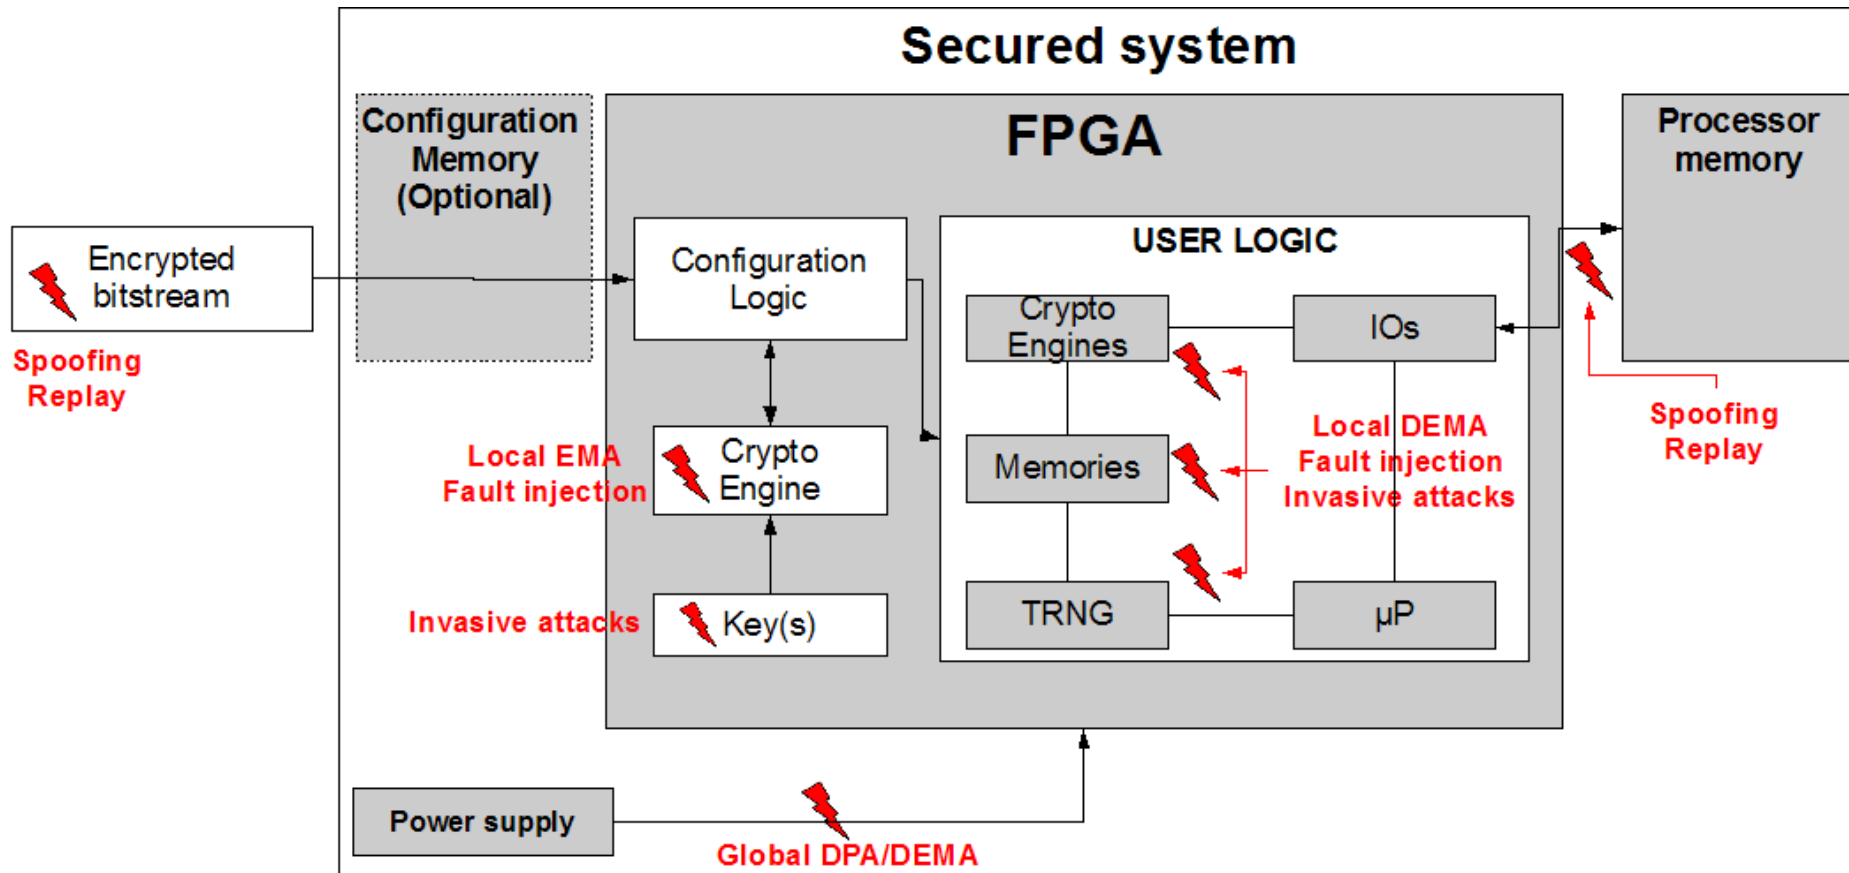 Secured system
Configuration
Memory
(Optional)
FPGA
Processor
memory
Encrypted
bitstream
Spoofing
Replay
Configuration
Logic
USER LOGIC
Crypto
Engines
IOs
Memories
TRNG
µP
Local DEMA
Fault injection
Invasive attacks
Spoofing
Replay
Local EMA
Fault injection
Crypto
Engine
Invasive attacks
Key(s)
Power supply
Global DPA/DEMA